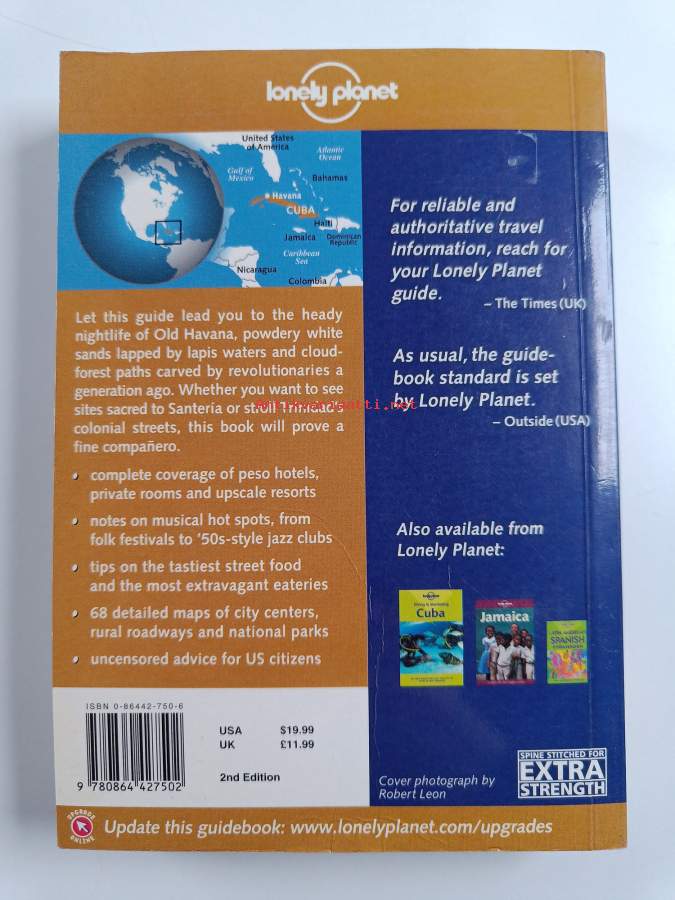 lonely planet
United States
of America
Atlantic
Ocean
Gulf of
Mexico
Bahamas
Havana
CUBA
Haiti
Jamaica
Dominican
Republic
Caribbean
Sea
Nicaragua
Colombia
Let this guide lead you to the heady
nightlife of Old Havana, powdery white
sands lapped by lapis waters and cloud-
forest paths carved by revolutionaries a
generation ago. Whether you want to see
sites sacred to Santería or stroll Trinidad's
colonial streets, this book will prove a
fine compañero.
• complete coverage of peso hotels,
private rooms and upscale resorts
• notes on musical hot spots, from
folk festivals to '50s-style jazz clubs
• tips on the tastiest street food
and the most extravagant eateries
• 68 detailed maps of city centers,
rural roadways and national parks
• uncensored advice for US citizens
For reliable and
authoritative travel
information, reach for
your Lonely Planet
guide.
– The Times (UK)
As usual, the guide-
book standard is set
by Lonely Planet.
– Outside (USA)
Also available from
Lonely Planet:
Cuba
Jamaica
SPANISH
ISBN 0-86442-750-6
9 780864 427502
USA $19.99
UK £11.99
2nd Edition
Cover photograph by
Robert Leon
SPINE STITCHED FOR
EXTRA
STRENGTH
UPGRADE
ONLINE
Update this guidebook: www.lonelyplanet.com/upgrades